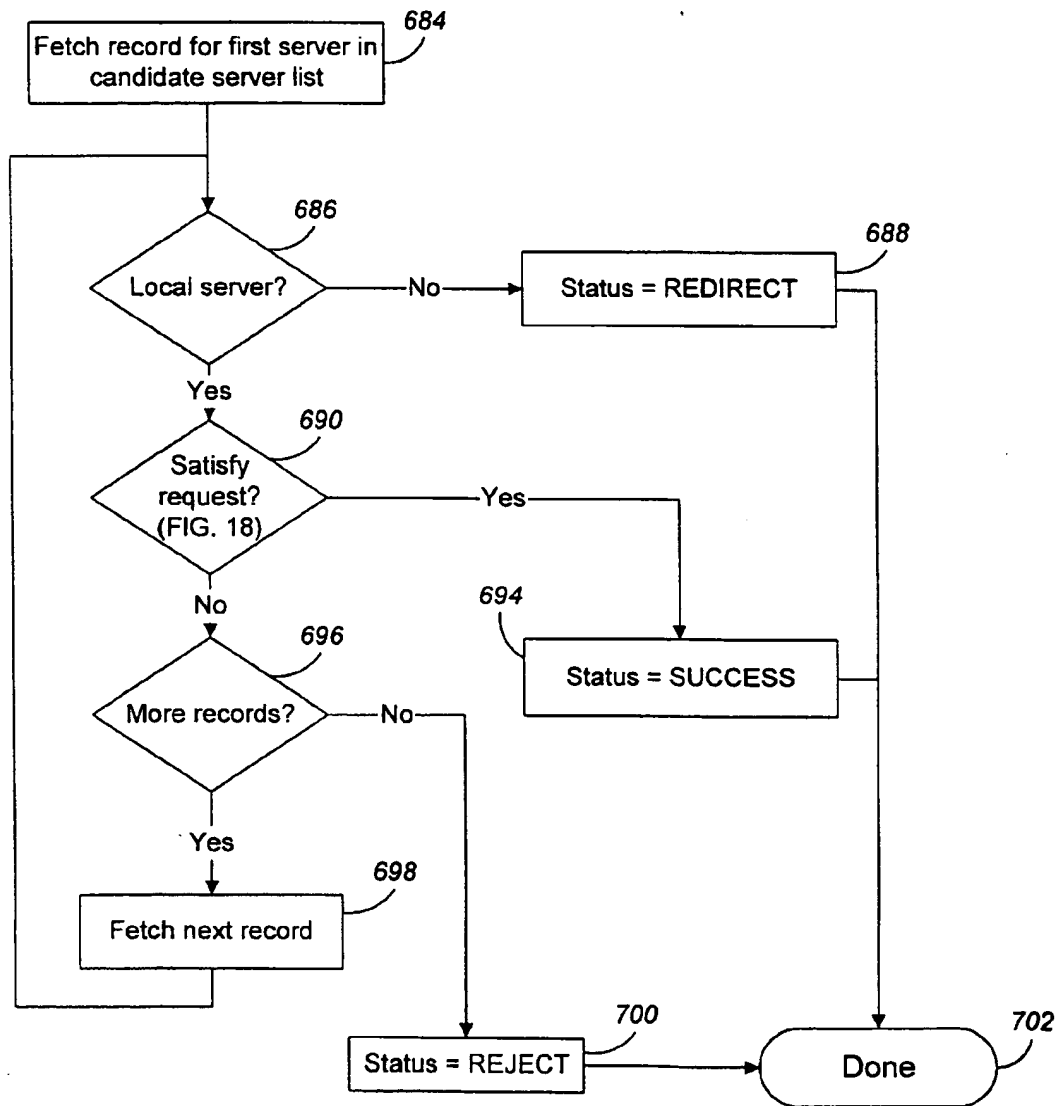 684
Fetch record for first server in
candidate server list
686
Local server?
No
688
Status = REDIRECT
Yes
690
Satisfy
request?
(FIG. 18)
Yes
No
694
Status = SUCCESS
696
More records?
No
Yes
698
Fetch next record
700
Status = REJECT
702
Done